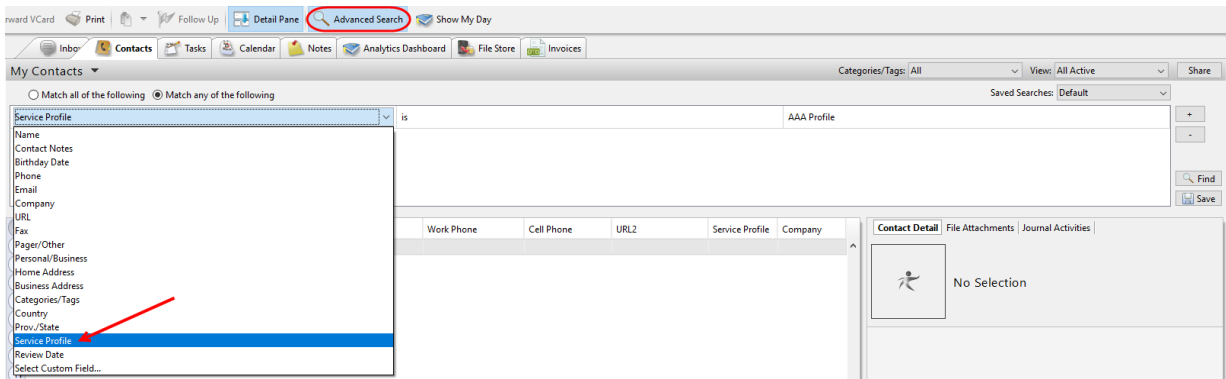 rward VCard Print Follow Up Detail Pane Advanced Search Show My Day
Inbox Contacts Tasks Calendar Notes Analytics Dashboard File Store Invoices
My Contacts Categories/Tags: All View: All Active Share
Match all of the following Match any of the following Saved Searches: Default
Service Profile is AAA Profile +
-
Name
Contact Notes
Birthday Date
Phone
Email
Company
URL
Fax
Pager/Other
Personal/Business
Home Address
Business Address
Categories/Tags
Country
Prov./State
Service Profile
Review Date
Select Custom Field...
Find
Save
Work Phone Cell Phone URL2 Service Profile Company
Contact Detail File Attachments Journal Activities
No Selection